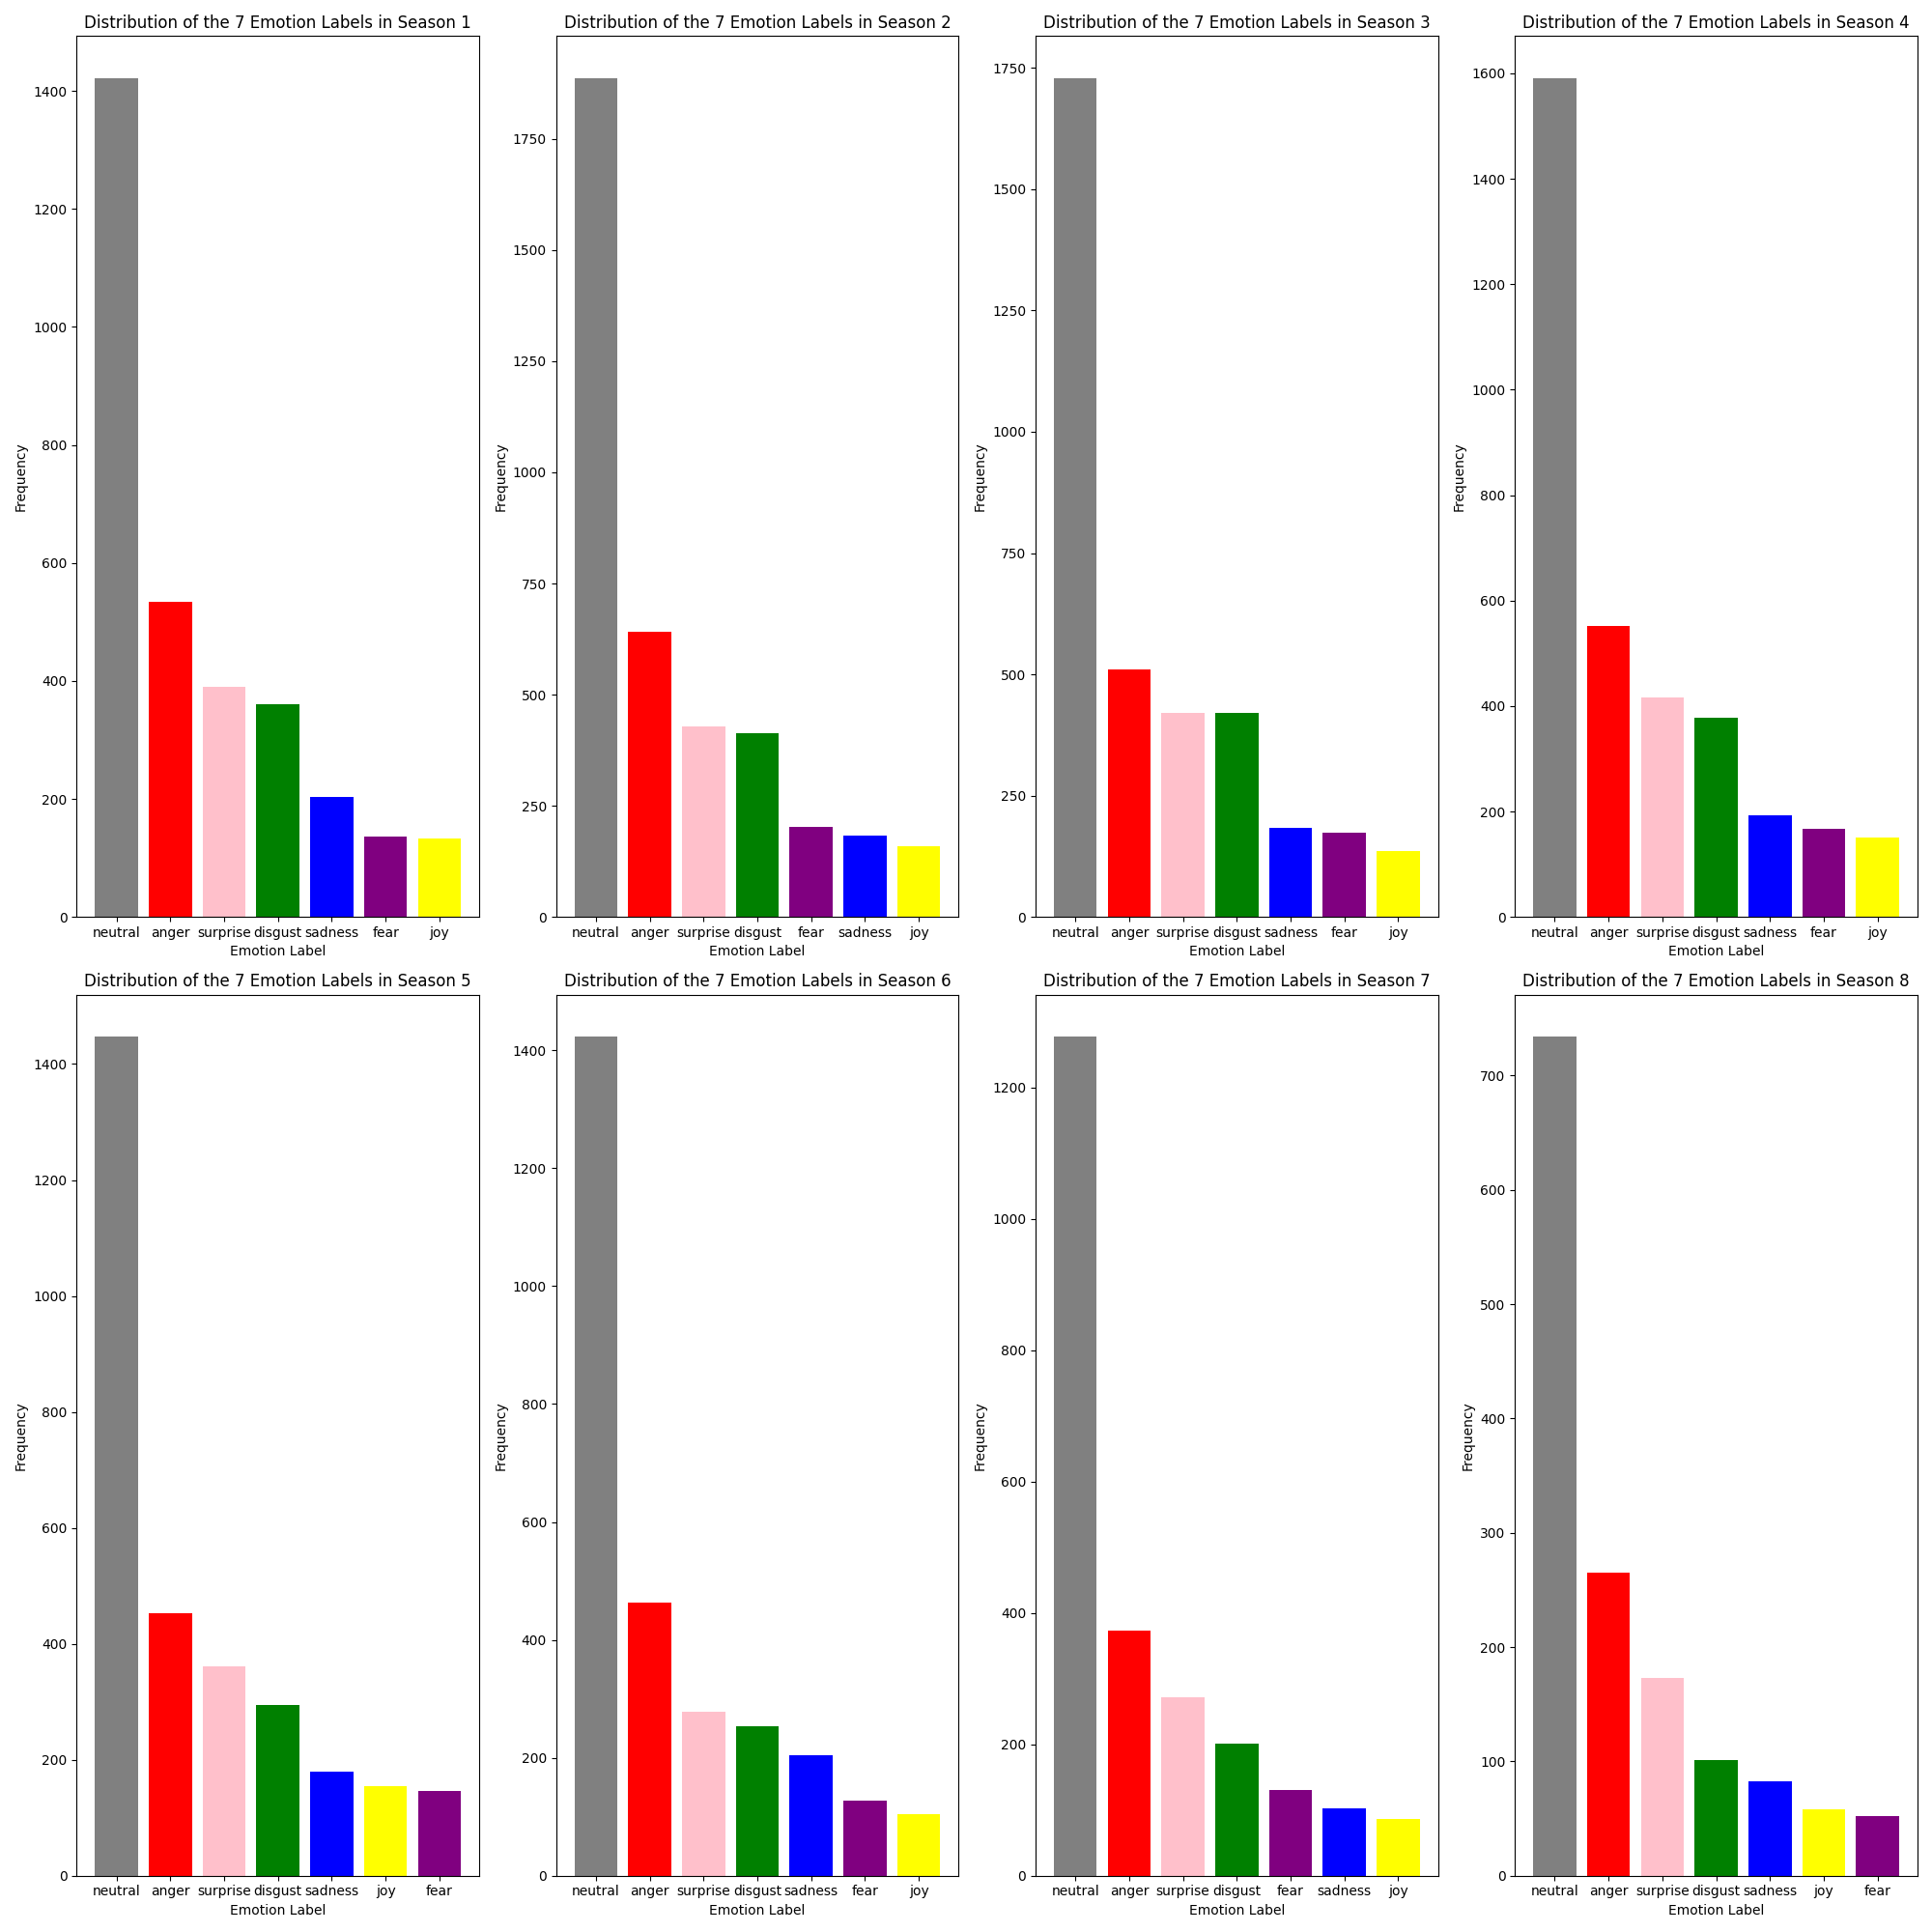 Distribution of the 7 Emotion Labels in Season 1
1400
1200
1000
800
600
400
200
0
Frequency
neutral anger surprise disgust sadness fear joy
Emotion Label
Distribution of the 7 Emotion Labels in Season 2
1750
1500
1250
1000
750
500
250
0
Frequency
neutral anger surprise disgust fear sadness joy
Emotion Label
Distribution of the 7 Emotion Labels in Season 3
1750
1500
1250
1000
750
500
250
0
Frequency
neutral anger surprise disgust sadness fear joy
Emotion Label
Distribution of the 7 Emotion Labels in Season 4
1600
1400
1200
1000
800
600
400
200
0
Frequency
neutral anger surprise disgust sadness fear joy
Emotion Label
Distribution of the 7 Emotion Labels in Season 5
1400
1200
1000
800
600
400
200
0
Frequency
neutral anger surprise disgust sadness joy fear
Emotion Label
Distribution of the 7 Emotion Labels in Season 6
1400
1200
1000
800
600
400
200
0
Frequency
neutral anger surprise disgust sadness fear joy
Emotion Label
Distribution of the 7 Emotion Labels in Season 7
1200
1000
800
600
400
200
0
Frequency
neutral anger surprise disgust fear sadness joy
Emotion Label
Distribution of the 7 Emotion Labels in Season 8
700
600
500
400
300
200
100
0
Frequency
neutral anger surprise disgust sadness joy fear
Emotion Label